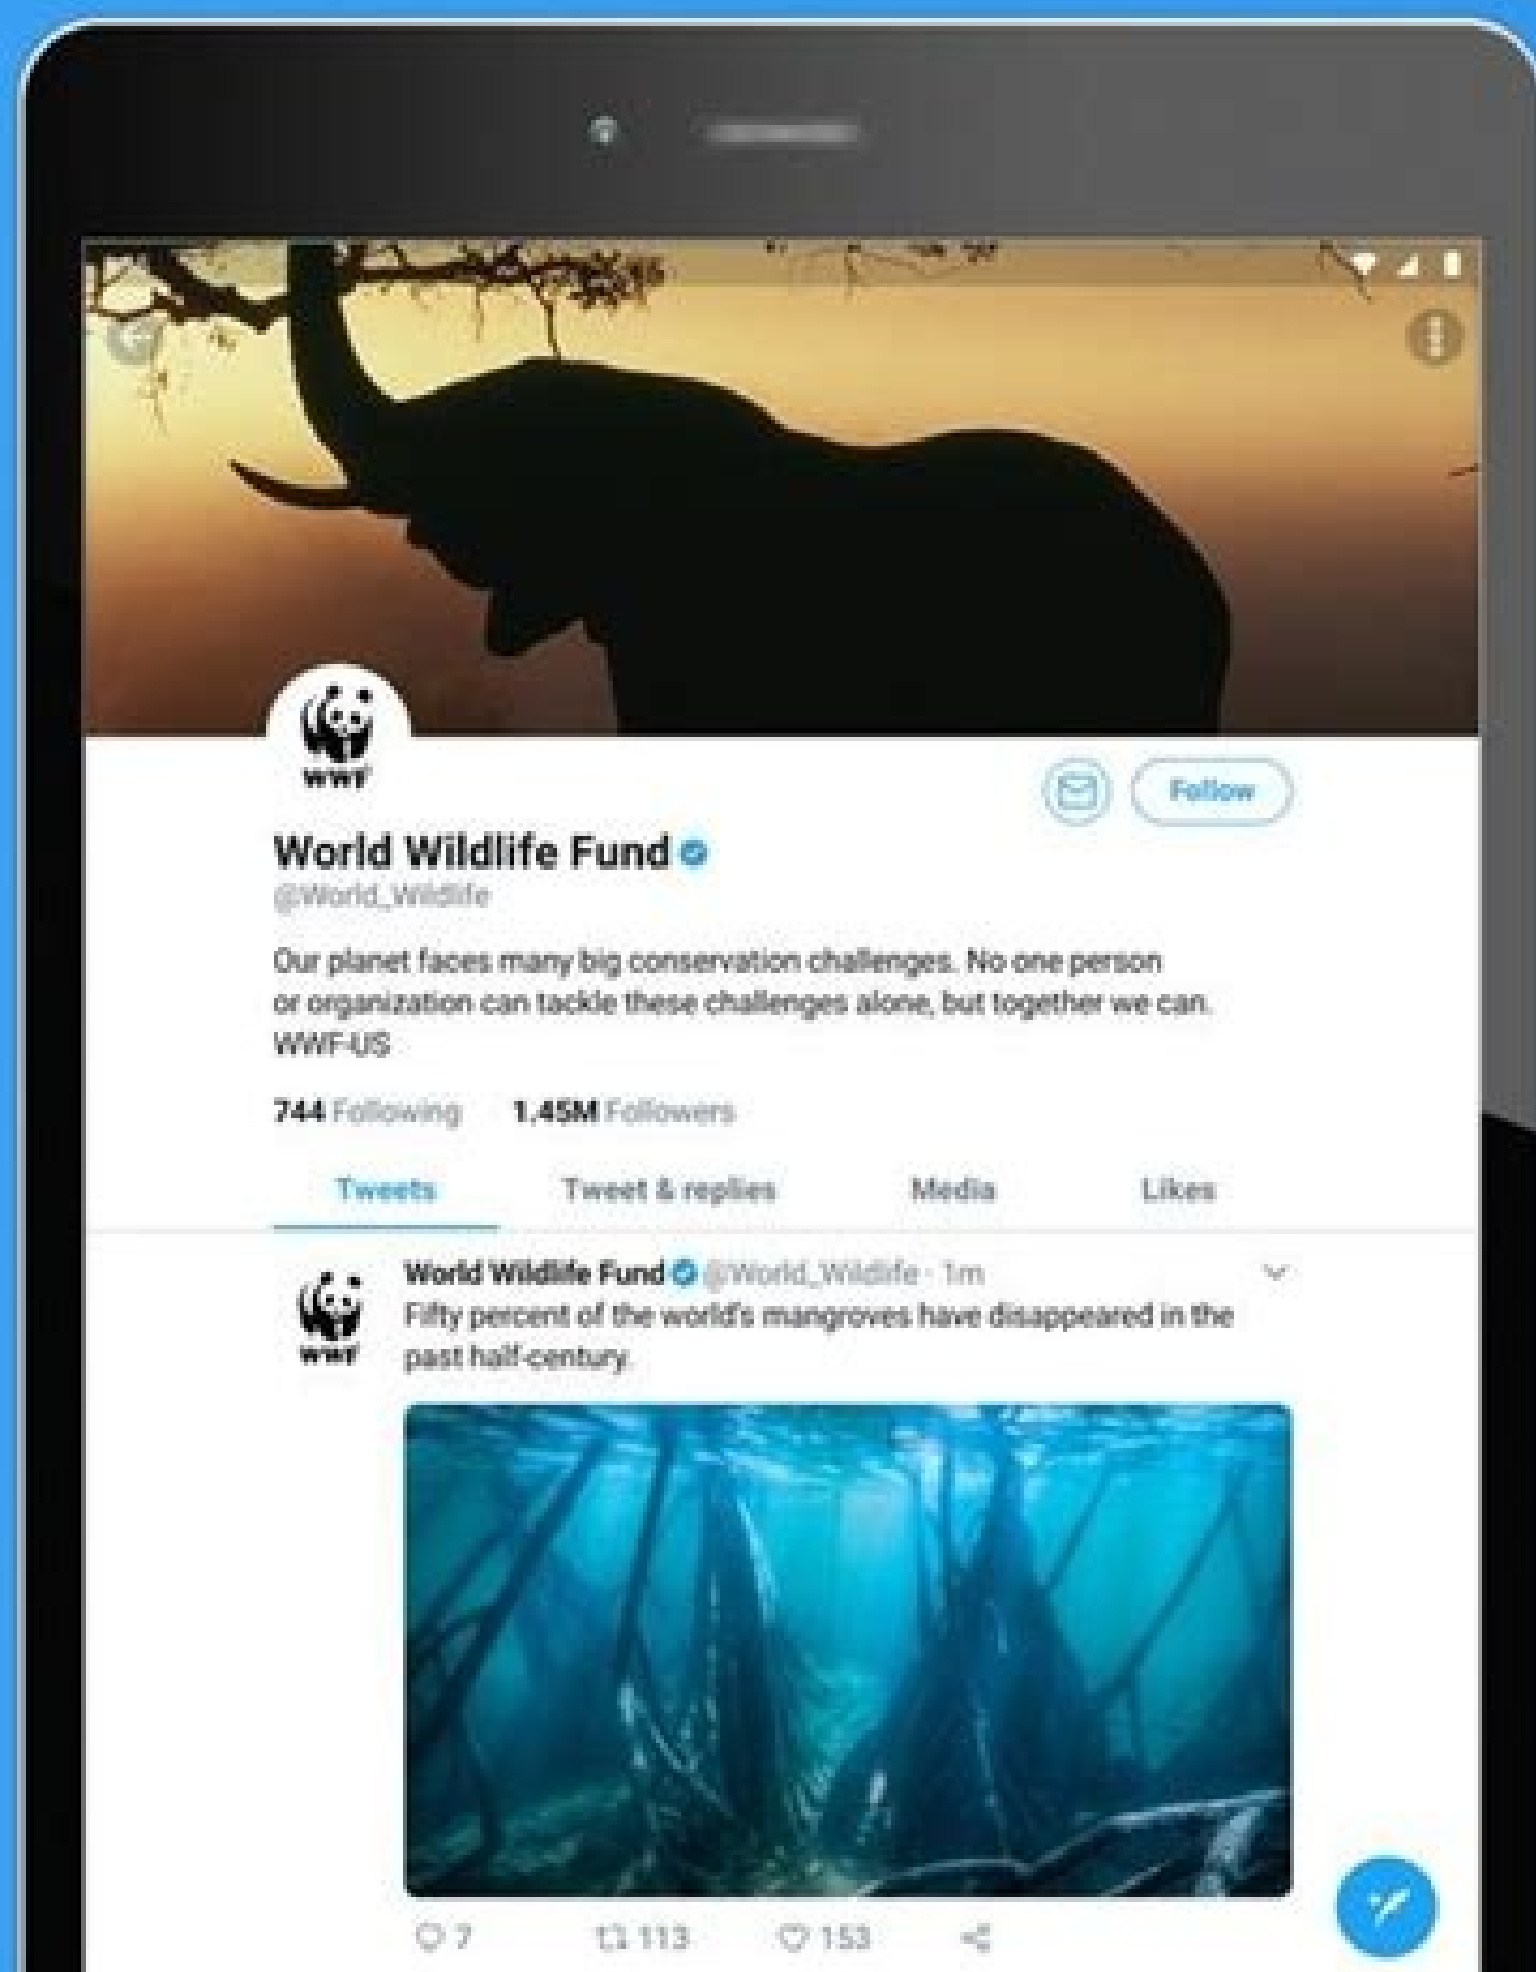 WWF
Follow
World Wildlife Fund
@World_Wildlife
Our planet faces many big conservation challenges. No one person
or organization can tackle these challenges alone, but together we can.
WWF-US
744 Following 1.45M Followers
Tweets Tweet & replies Media Likes
World Wildlife Fund @World_Wildlife · 1m
WWF
Fifty percent of the world's mangroves have disappeared in the
past half-century.
7 113 153